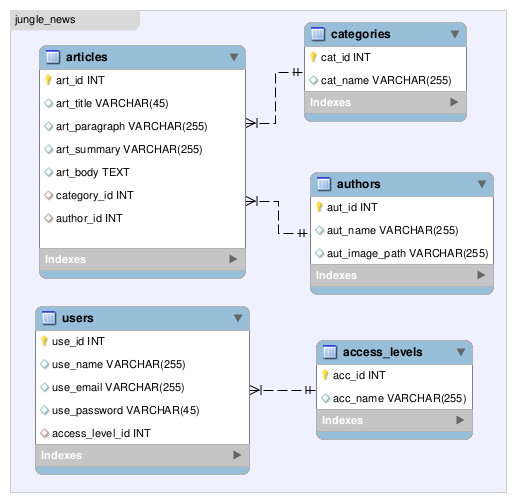 jungle_news
articles
art_id INT
art_title VARCHAR(45)
art_paragraph VARCHAR(255)
art_summary VARCHAR(255)
art_body TEXT
category_id INT
author_id INT
Indexes
categories
cat_id INT
cat_name VARCHAR(255)
Indexes
authors
aut_id INT
aut_name VARCHAR(255)
aut_image_path VARCHAR(255)
Indexes
users
use_id INT
use_name VARCHAR(255)
use_email VARCHAR(255)
use_password VARCHAR(45)
access_level_id INT
Indexes
access_levels
acc_id INT
acc_name VARCHAR(255)
Indexes